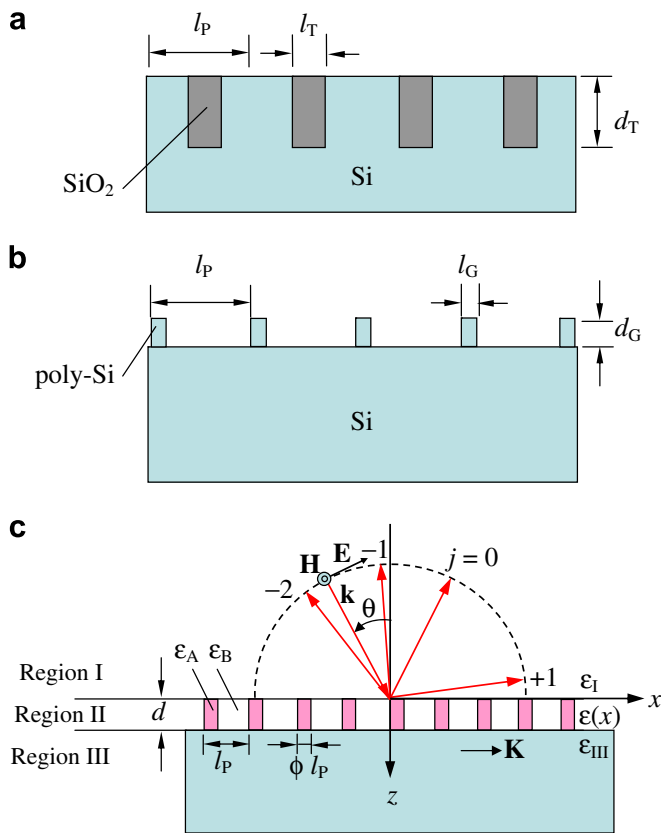 a
l_P l_T
d_T
SiO₂
Si
b
l_P l_G
d_G
poly-Si
Si
c
H E −1 j = 0
−2 k θ
+1
Region I ε_A ε_B ε_I x
Region II d ε(x)
Region III l_P ϕ l_P K ε_III
z